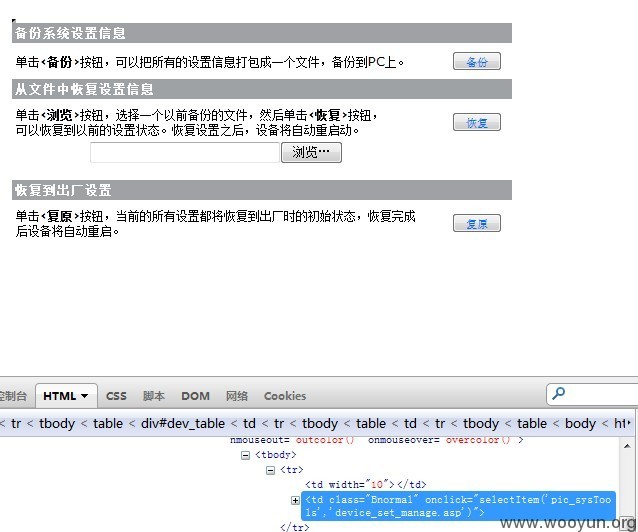 备份系统设置信息
单击<备份>按钮，可以把所有的设置信息打包成一个文件，备份到PC上。
备份
从文件中恢复设置信息
单击<浏览>按钮，选择一个以前备份的文件，然后单击<恢复>按钮，
可以恢复到以前的设置状态。恢复设置之后，设备将自动重启动。
恢复
浏览…
恢复到出厂设置
单击<复原>按钮，当前的所有设置都将恢复到出厂时的初始状态，恢复完成
后设备将自动重启。
复原
控制台 HTML CSS 脚本 DOM 网络 Cookies
< tr < tbody < table < div#dev_table < td < tr < tbody < table < td < tr < tbody < table < body < ht
nmouseout="outcolor()" onmouseover="overcolor()">
<tbody>
<tr>
<td width="10"></td>
<td class="Bnormal" onclick="selectItem('pic_sysToo
ls','device_set_manage.asp')">
</tr>
www.wooyun.org